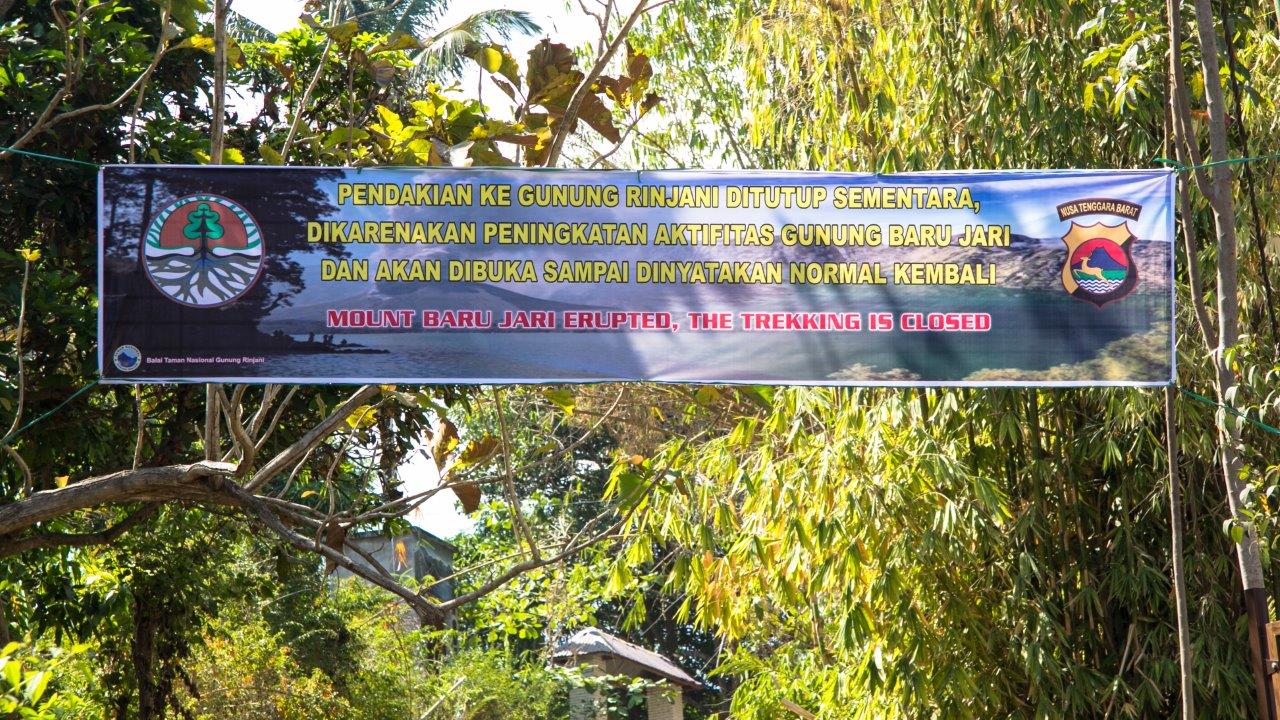 PENDAKIAN KE GUNUNG RINJANI DITUTUP SEMENTARA,
DIKARENAKAN PENINGKATAN AKTIFITAS GUNUNG BARU JARI
DAN AKAN DIBUKA SAMPAI DINYATAKAN NORMAL KEMBALI
MOUNT BARU JARI ERUPTED, THE TREKKING IS CLOSED
NUSA TENGGARA BARAT
Balai Taman Nasional Gunung Rinjani